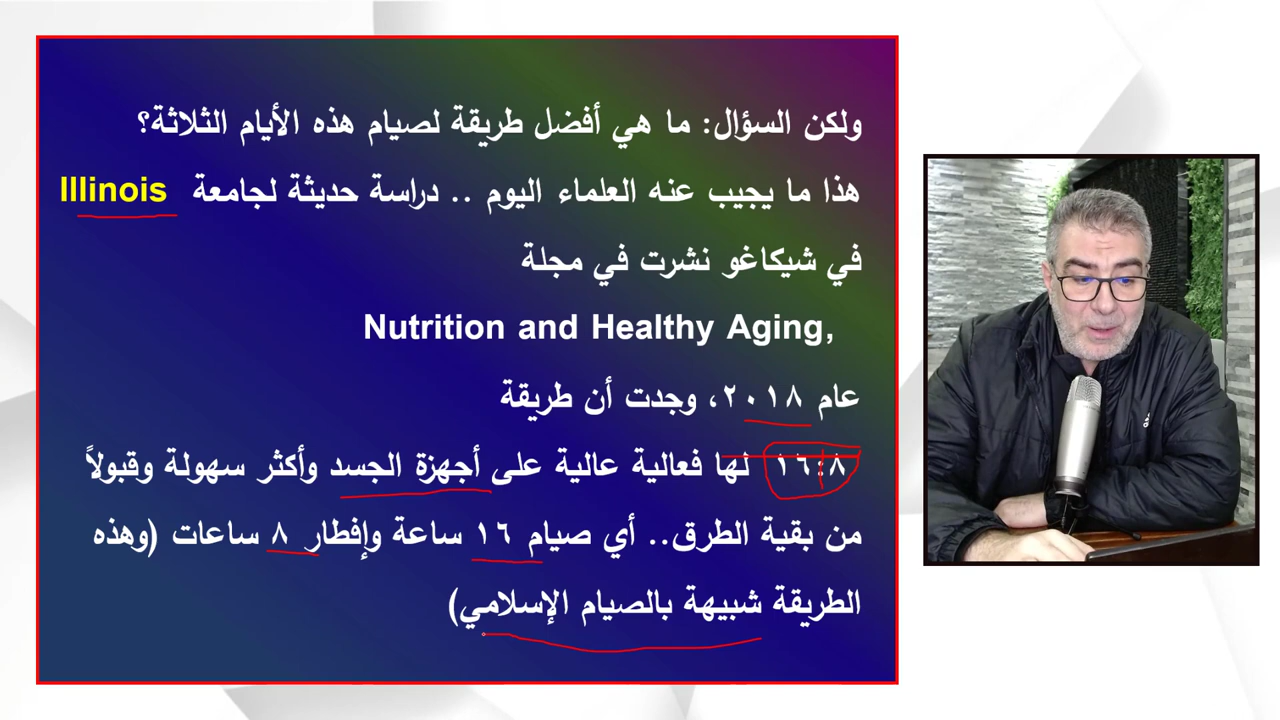 ولكن السؤال: ما هي أفضل طريقة لصيام هذه الأيام الثلاثة؟
هذا ما يجيب عنه العلماء اليوم .. دراسة حديثة لجامعة Illinois
في شيكاغو نشرت في مجلة
Nutrition and Healthy Aging,
عام ٢٠١٨، وجدت أن طريقة
١٦:٨ لها فعالية عالية على أجهزة الجسد وأكثر سهولة وقبولاً
من بقية الطرق.. أي صيام ١٦ ساعة وإفطار ٨ ساعات (وهذه
الطريقة شبيهة بالصيام الإسلامي)